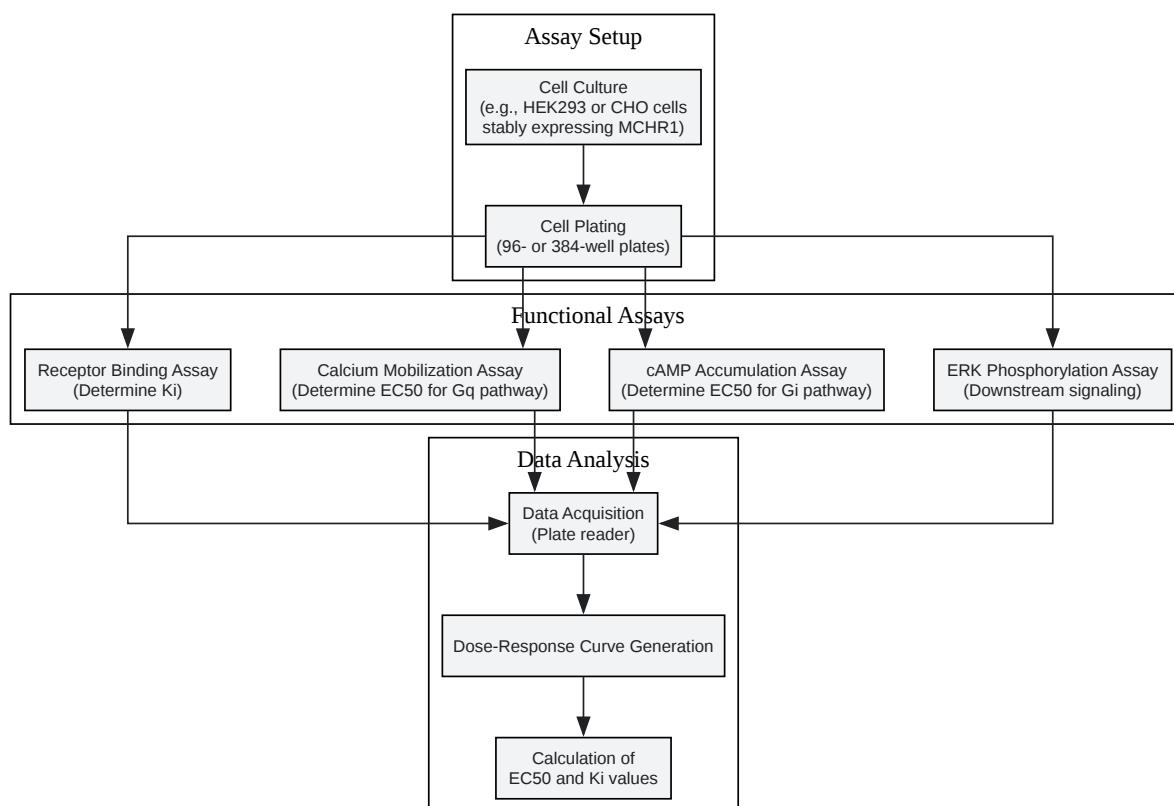 Assay Setup
Cell Culture
(e.g., HEK293 or CHO cells
stably expressing MCHR1)
Cell Plating
(96- or 384-well plates)
Functional Assays
Receptor Binding Assay
(Determine Ki)
Calcium Mobilization Assay
(Determine EC50 for Gq pathway)
cAMP Accumulation Assay
(Determine EC50 for Gi pathway)
ERK Phosphorylation Assay
(Downstream signaling)
Data Analysis
Data Acquisition
(Plate reader)
Dose-Response Curve Generation
Calculation of
EC50 and Ki values